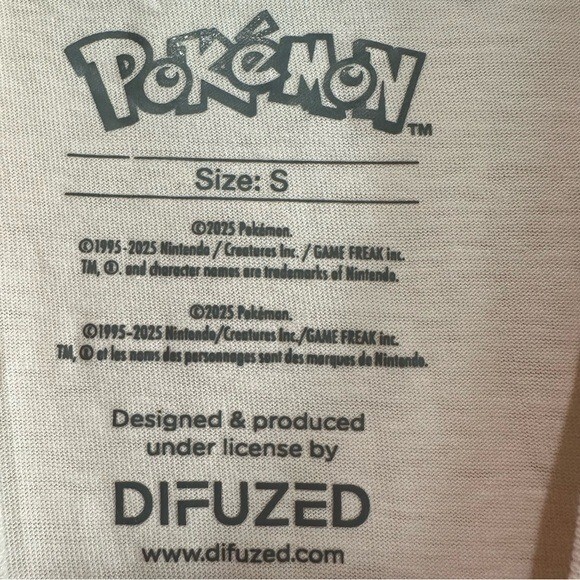 POKéMON
TM
Size: S
©2025 Pokémon.
©1995-2025 Nintendo / Creatures Inc. / GAME FREAK inc.
TM, ®. and character names are trademarks of Nintendo.
©2025 Pokémon.
©1995-2025 Nintendo/Creatures Inc./GAME FREAK inc.
TM, ® et les noms des personnages sont des marques de Nintendo.
Designed & produced
under license by
DIFUZED
www.difuzed.com